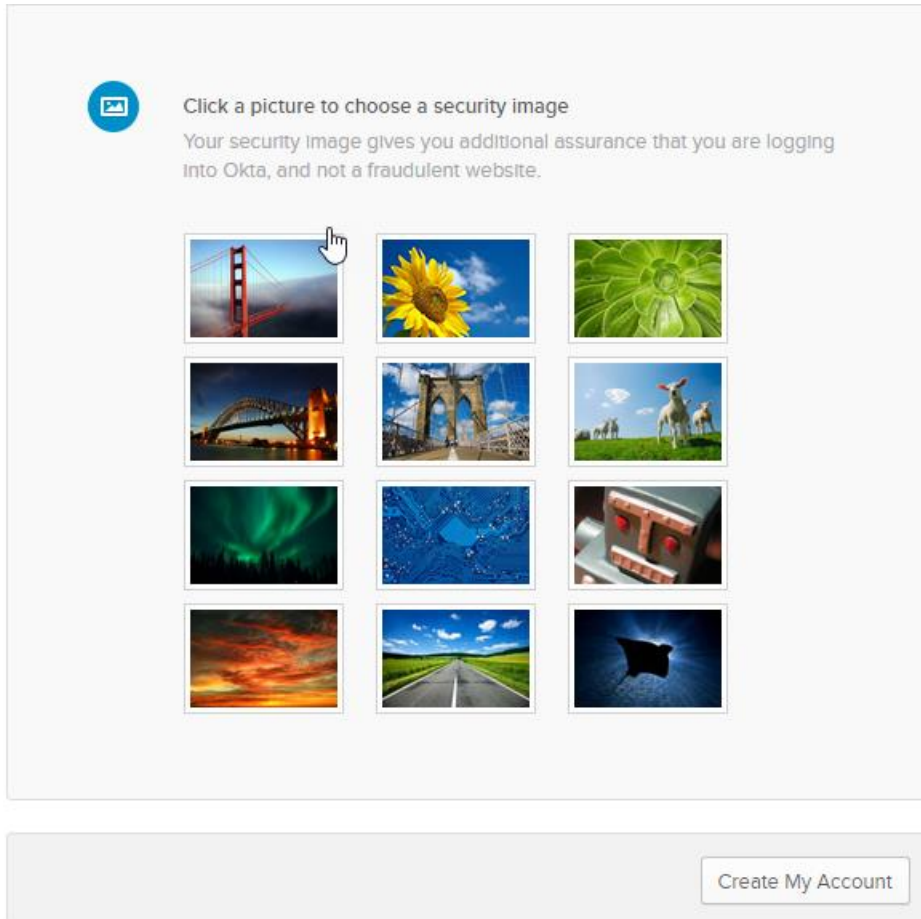 Click a picture to choose a security image
Your security image gives you additional assurance that you are logging
into Okta, and not a fraudulent website.
Create My Account